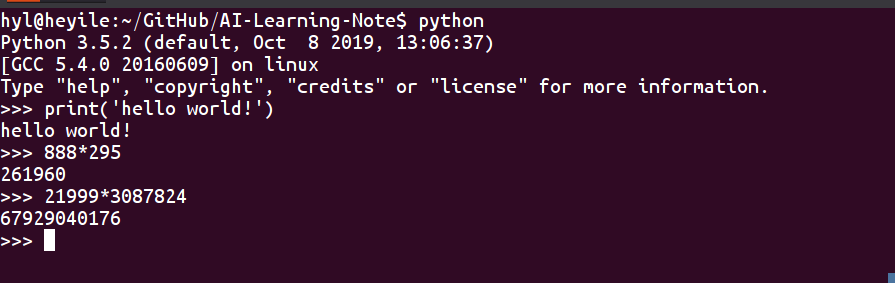 hyl@heyile:~/GitHub/AI-Learning-Note$ python
Python 3.5.2 (default, Oct  8 2019, 13:06:37)
[GCC 5.4.0 20160609] on linux
Type "help", "copyright", "credits" or "license" for more information.
>>> print('hello world!')
hello world!
>>> 888*295
261960
>>> 21999*3087824
67929040176
>>>